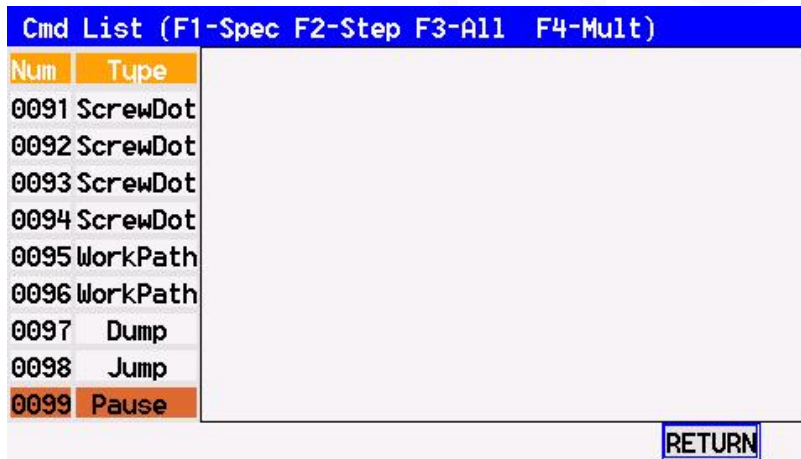 Cmd List (F1-Spec F2-Step F3-All F4-Mult)
Num Type
0091 ScrewDot
0092 ScrewDot
0093 ScrewDot
0094 ScrewDot
0095 WorkPath
0096 WorkPath
0097 Dump
0098 Jump
0099 Pause
RETURN